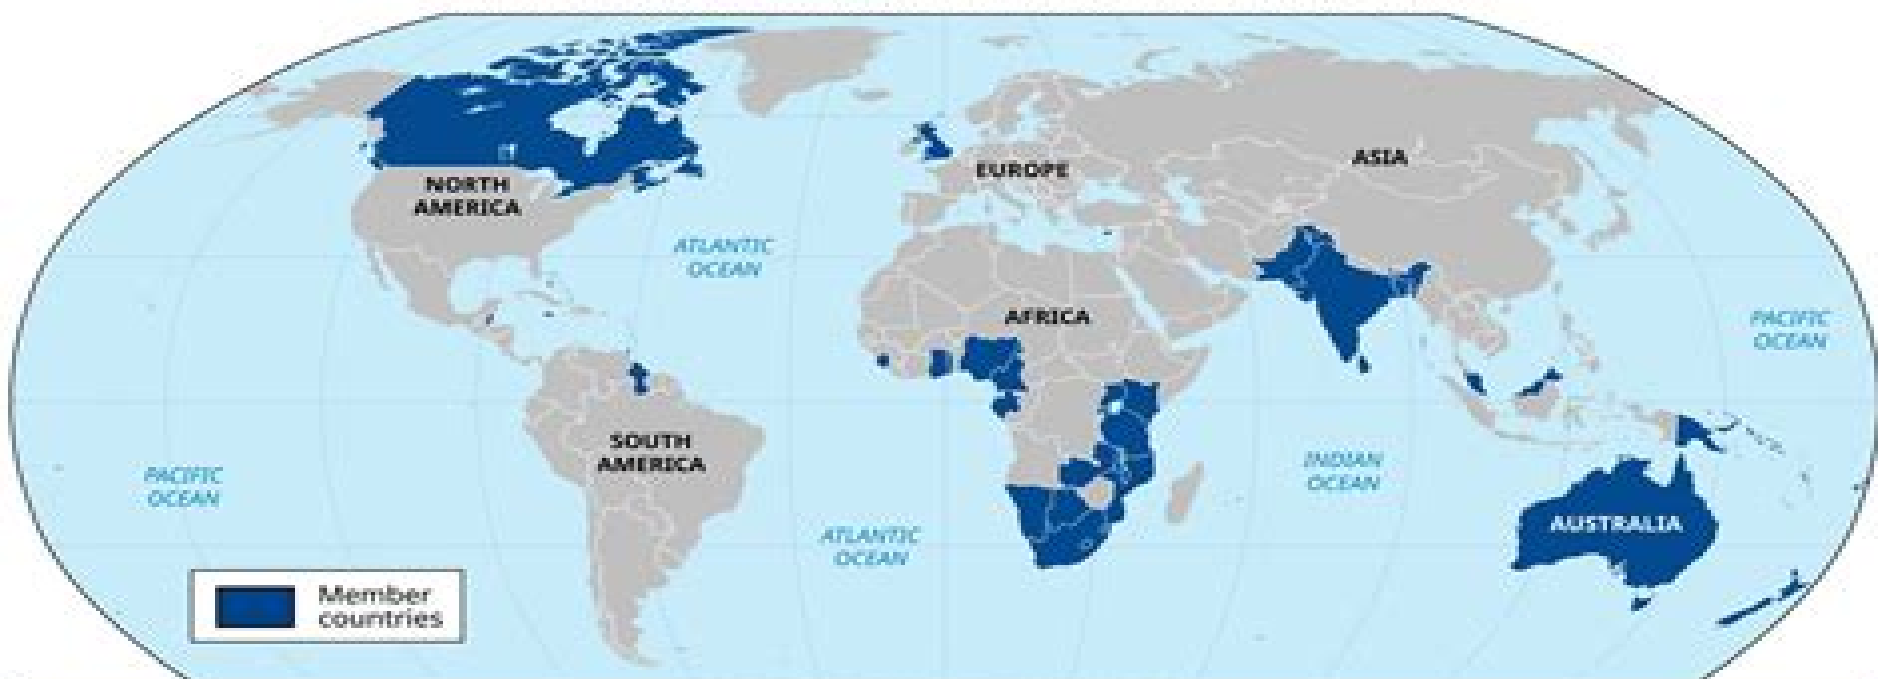 NORTH
AMERICA
EUROPE
ASIA
ATLANTIC
OCEAN
AFRICA
PACIFIC
OCEAN
SOUTH
AMERICA
PACIFIC
OCEAN
INDIAN
OCEAN
ATLANTIC
OCEAN
AUSTRALIA
Member
countries